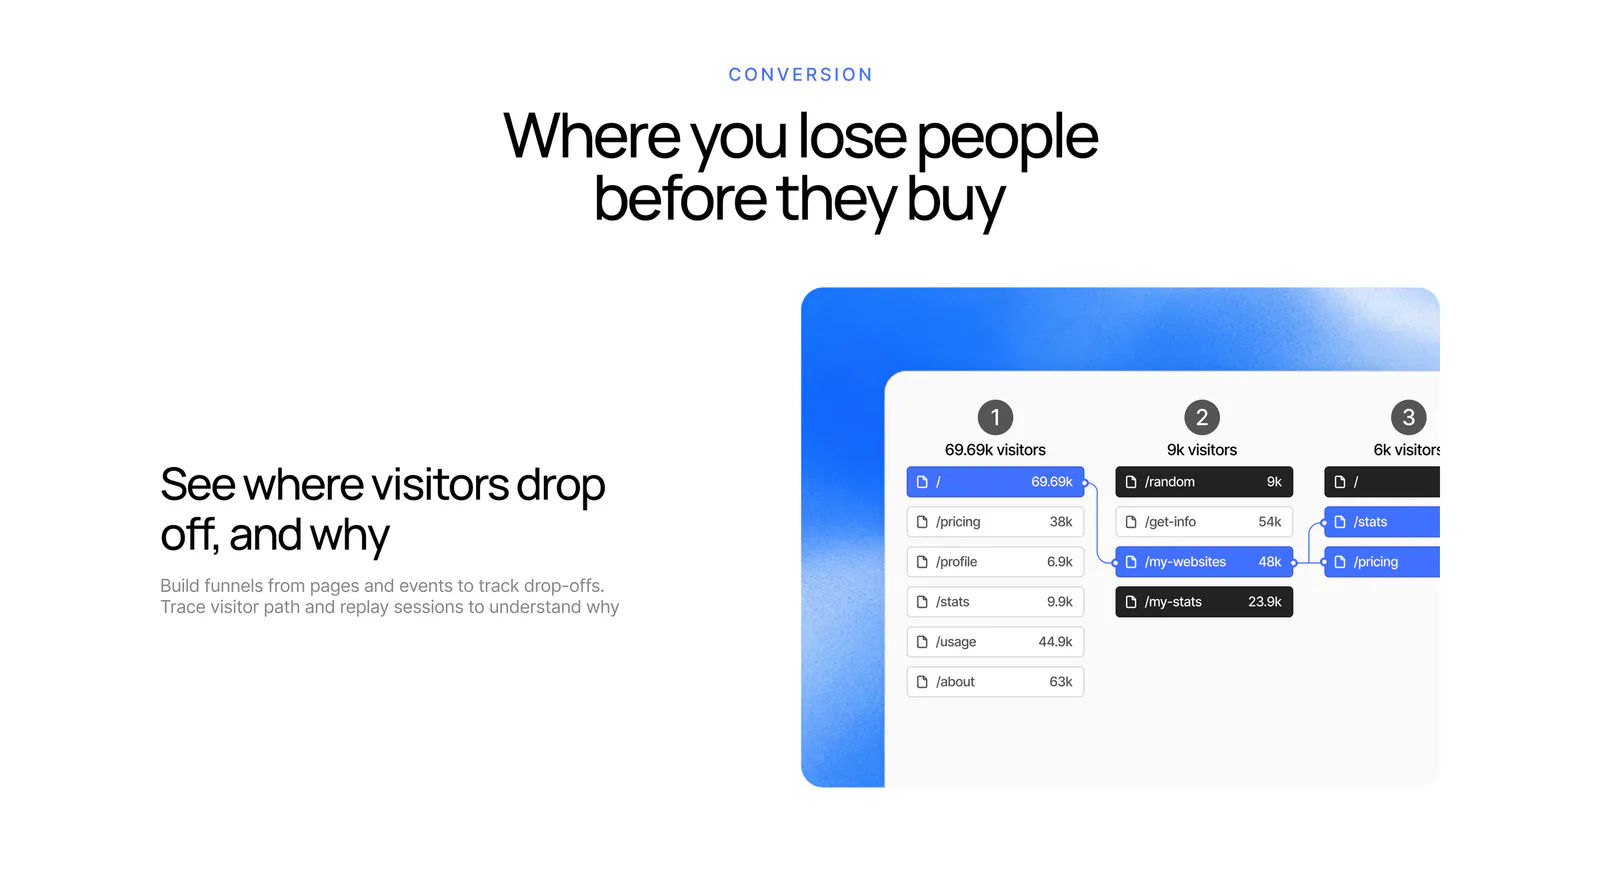 CONVERSION
Where you lose people
before they buy
See where visitors drop
off, and why
Build funnels from pages and events to track drop-offs.
Trace visitor path and replay sessions to understand why
1
69.69k visitors
/ 69.69k
/pricing 38k
/profile 6.9k
/stats 9.9k
/usage 44.9k
/about 63k
2
9k visitors
/random 9k
/get-info 54k
/my-websites 48k
/my-stats 23.9k
3
6k visitors
/
/stats
/pricing